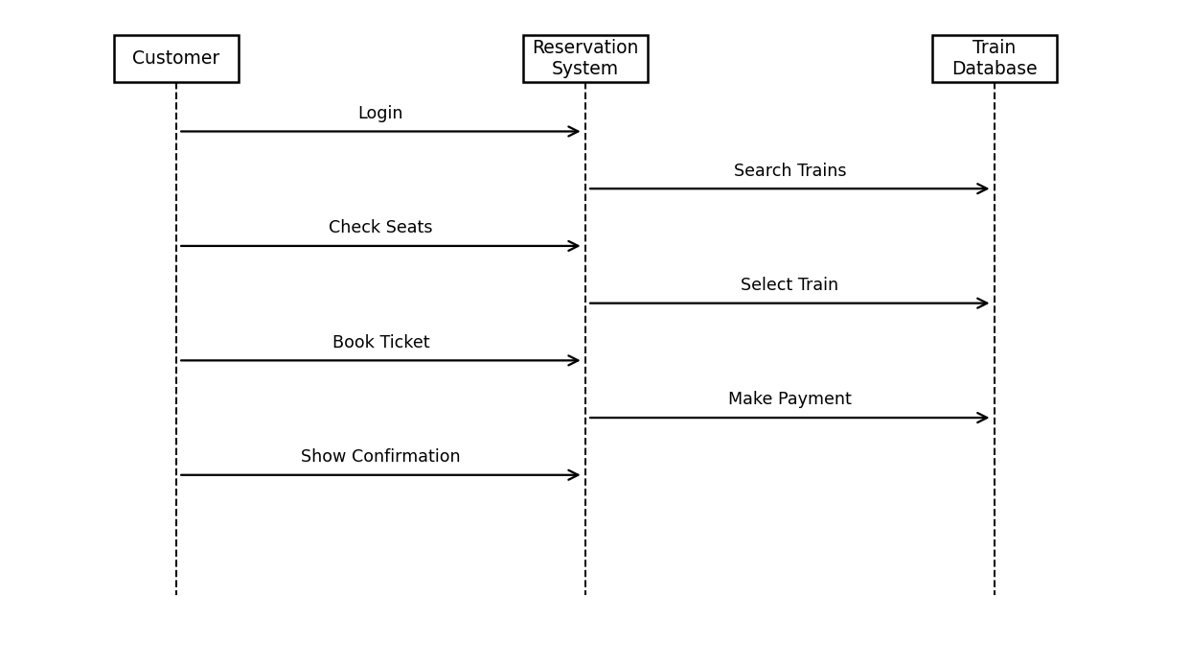 Customer
Reservation
System
Train
Database
Login
Search Trains
Check Seats
Select Train
Book Ticket
Make Payment
Show Confirmation